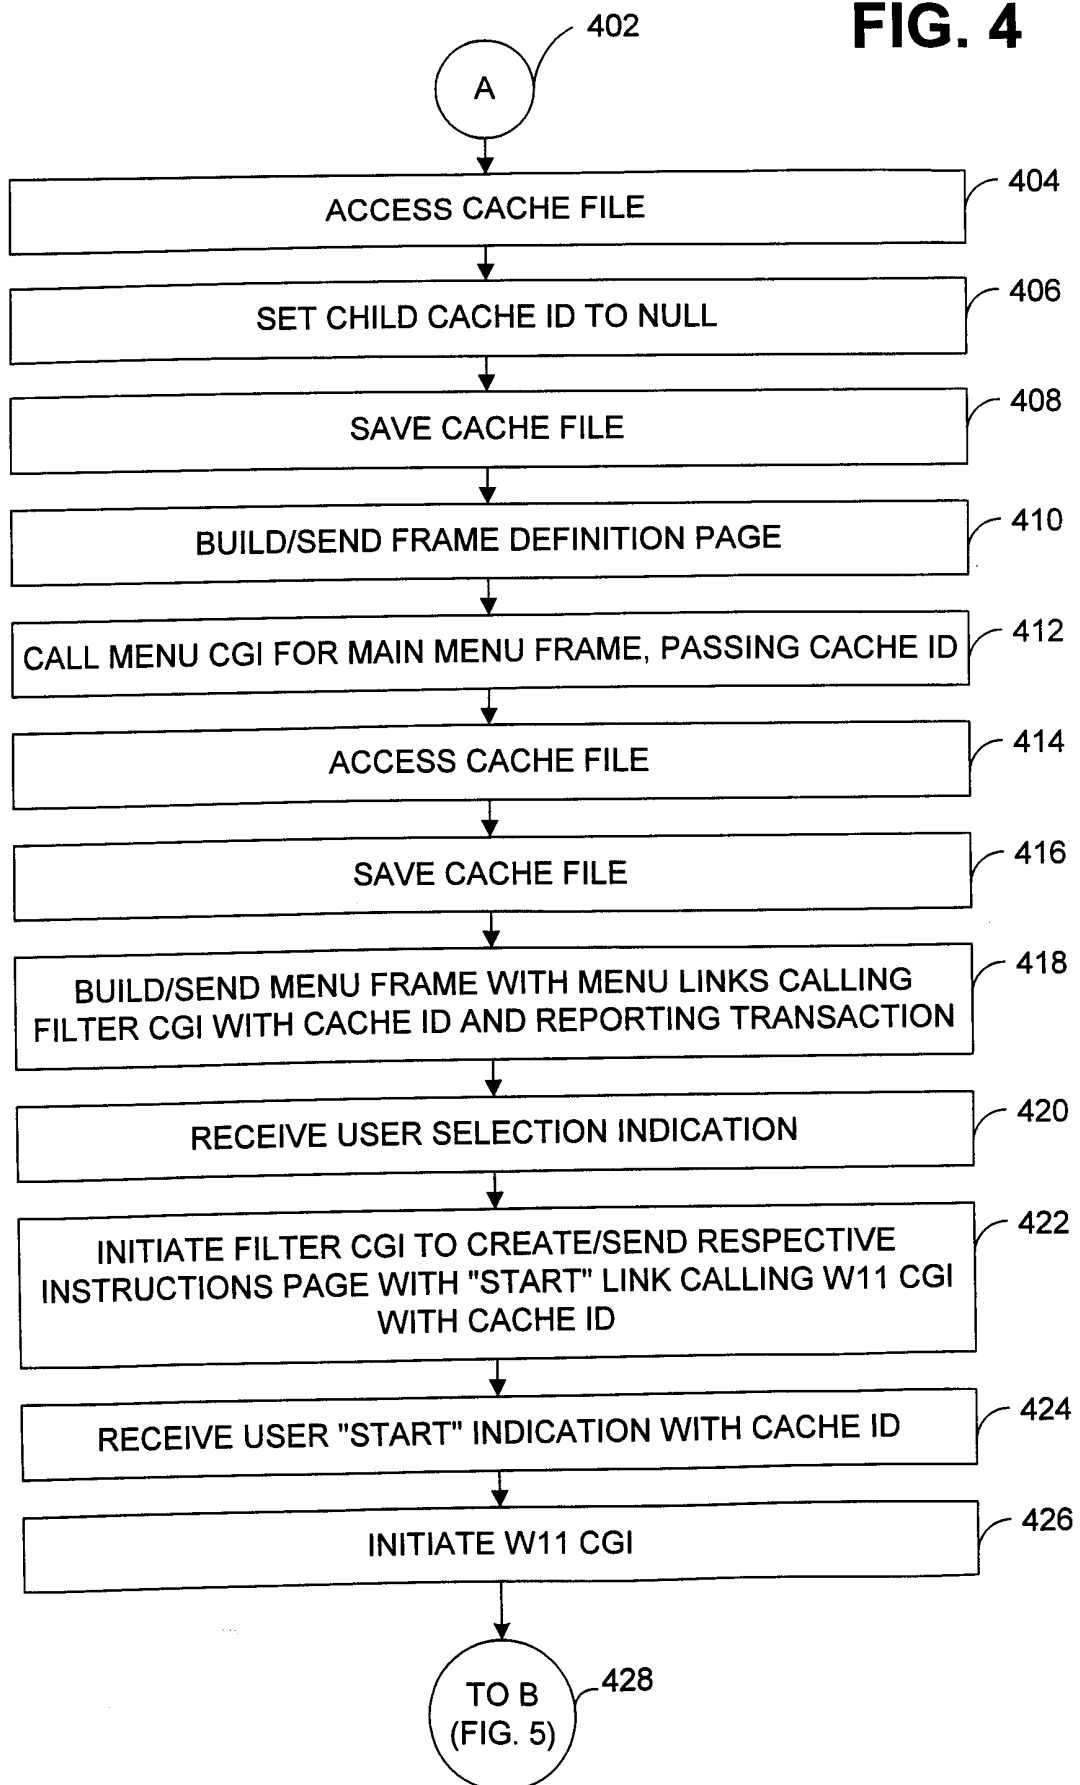 FIG. 4
402
A
404
ACCESS CACHE FILE
406
SET CHILD CACHE ID TO NULL
408
SAVE CACHE FILE
410
BUILD/SEND FRAME DEFINITION PAGE
412
CALL MENU CGI FOR MAIN MENU FRAME, PASSING CACHE ID
414
ACCESS CACHE FILE
416
SAVE CACHE FILE
418
BUILD/SEND MENU FRAME WITH MENU LINKS CALLING
FILTER CGI WITH CACHE ID AND REPORTING TRANSACTION
420
RECEIVE USER SELECTION INDICATION
422
INITIATE FILTER CGI TO CREATE/SEND RESPECTIVE
INSTRUCTIONS PAGE WITH "START" LINK CALLING W11 CGI
WITH CACHE ID
424
RECEIVE USER "START" INDICATION WITH CACHE ID
426
INITIATE W11 CGI
428
TO B
(FIG. 5)